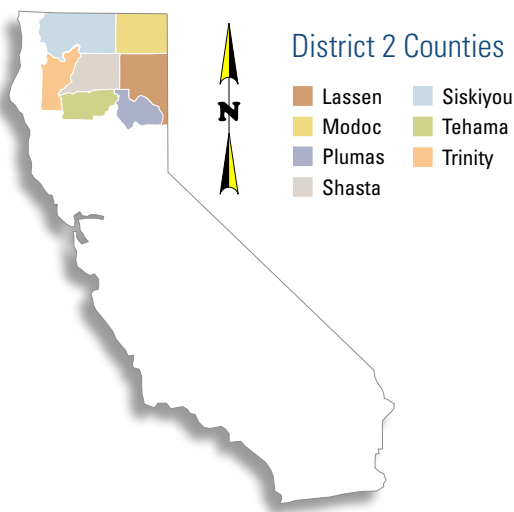 District 2 Counties
N
Lassen
Modoc
Plumas
Shasta
Siskiyou
Tehama
Trinity